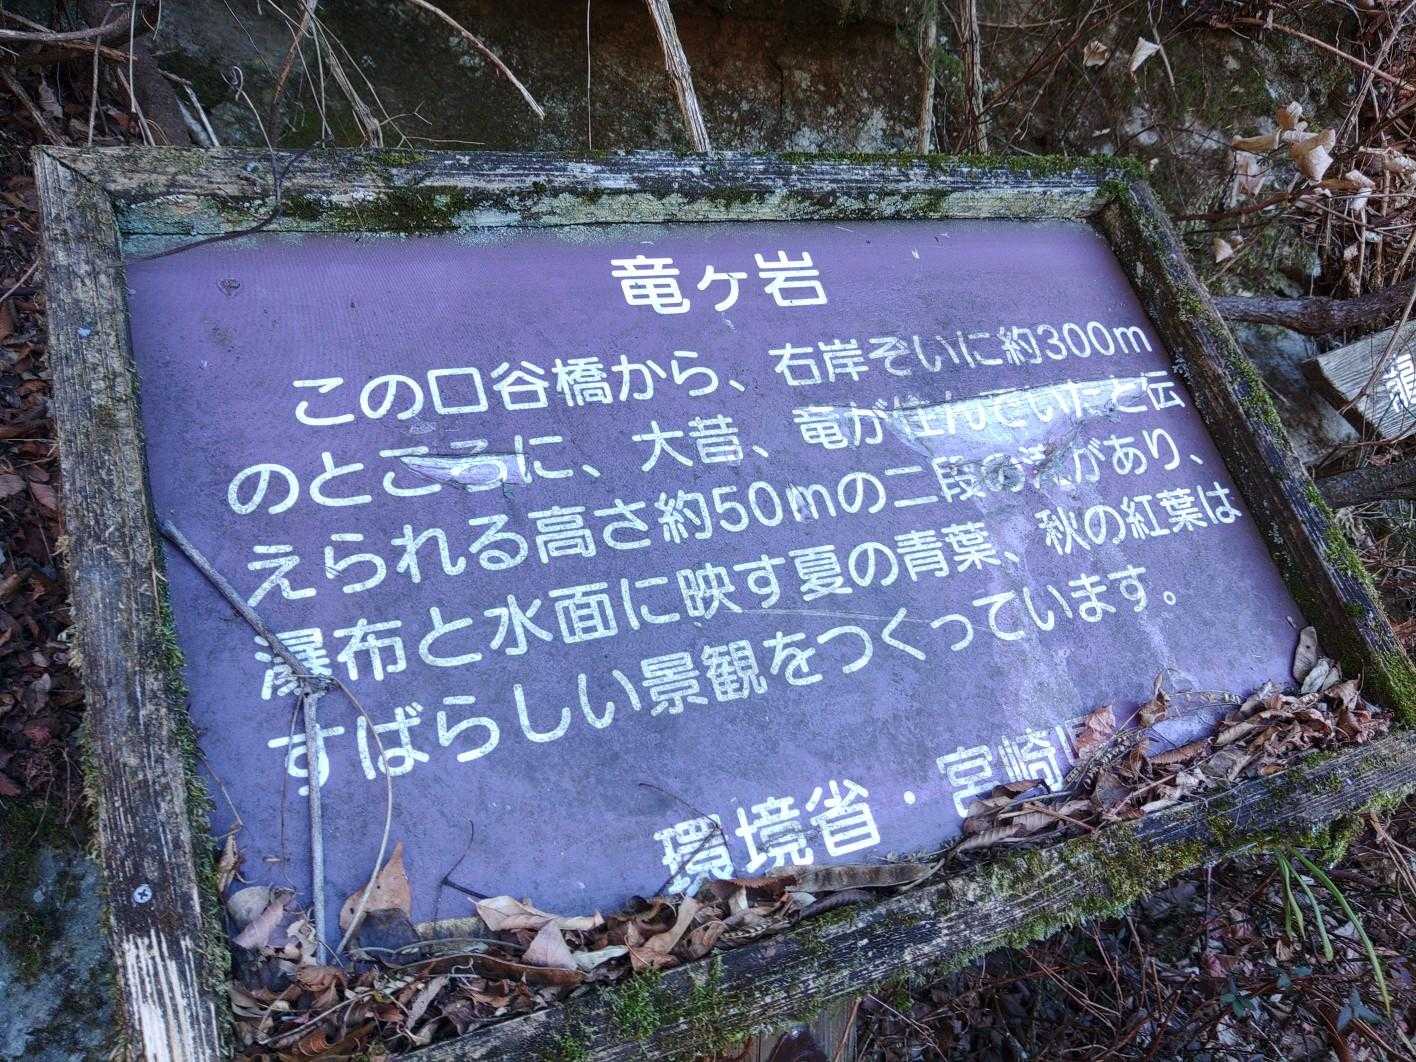 竜ヶ岩
この口谷橋から、右岸ぞいに約300m
のところに、大昔、竜が住んでいたと伝
えられる高さ約50mの二段の滝があり、
瀑布と水面に映す夏の青葉、秋の紅葉は
すばらしい景観をつくっています。
環境省・宮崎